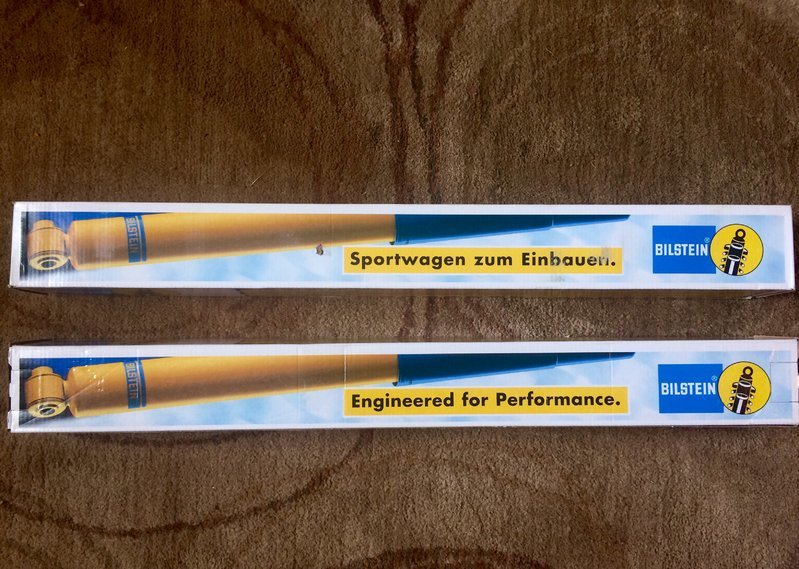 BILSTEIN
Sportwagen zum Einbauen.
BILSTEIN®
BILSTEIN
Engineered for Performance.
BILSTEIN®